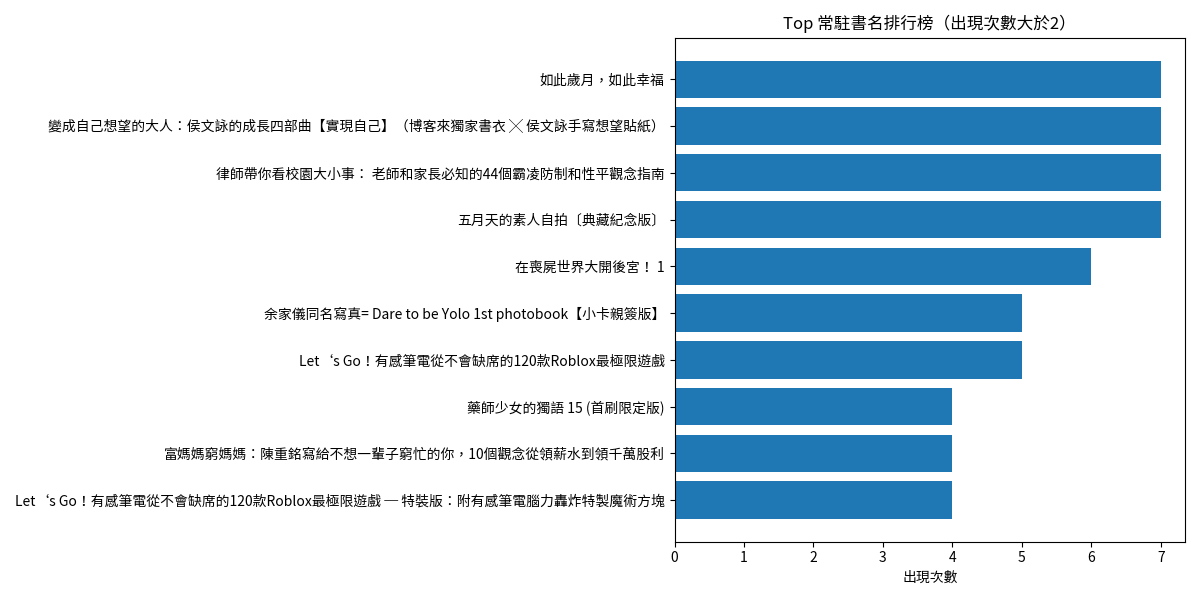 Top 常駐書名排行榜（出現次數大於2）
如此歲月，如此幸福
變成自己想望的大人：侯文詠的成長四部曲【實現自己】（博客來獨家書衣╳侯文詠手寫想望貼紙）
律師帶你看校園大小事： 老師和家長必知的44個霸凌防制和性平觀念指南
五月天的素人自拍〔典藏紀念版〕
在喪屍世界大開後宮！ 1
余家儀同名寫真= Dare to be Yolo 1st photobook【小卡親簽版】
Let‘s Go！有感筆電從不會缺席的120款Roblox最極限遊戲
藥師少女的獨語 15 (首刷限定版)
富媽媽窮媽媽：陳重銘寫給不想一輩子窮忙的你，10個觀念從領薪水到領千萬股利
Let‘s Go！有感筆電從不會缺席的120款Roblox最極限遊戲 — 特裝版：附有感筆電腦力轟炸特製魔術方塊
0 1 2 3 4 5 6 7
出現次數